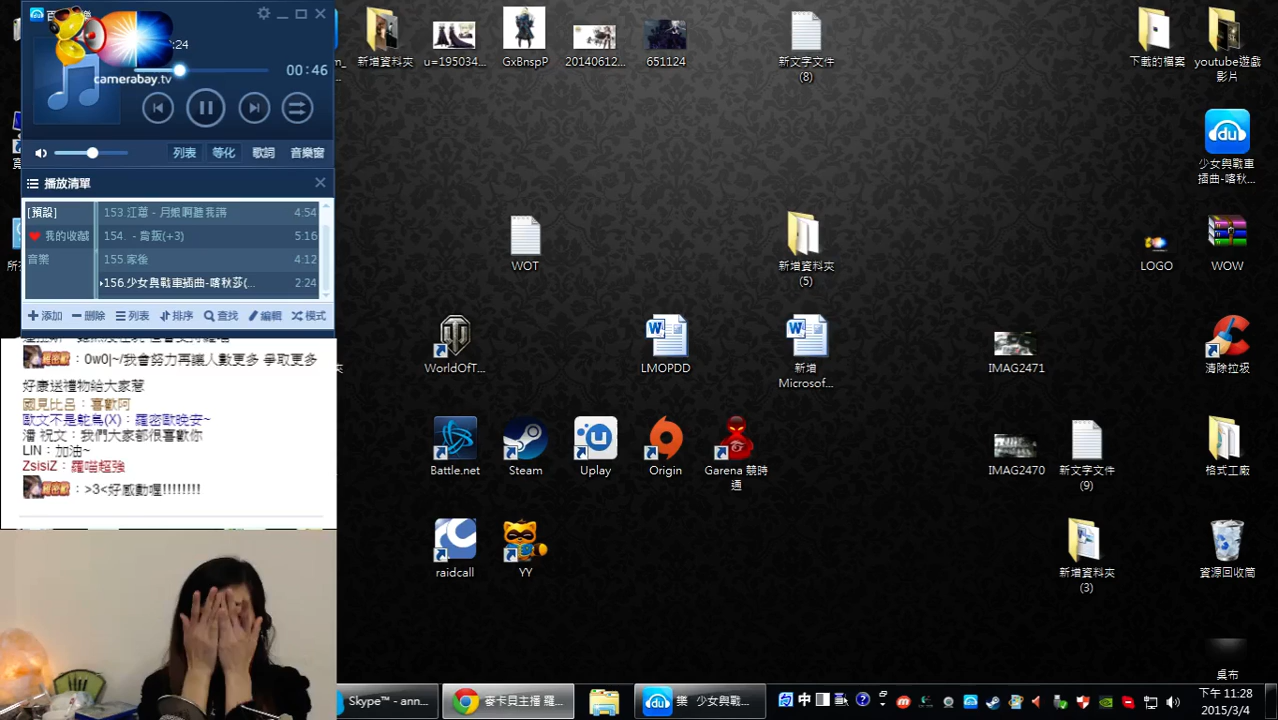 camerabay.tv
00:46
列表
等化
歌詞
音樂窗
播放清單
[預設]
我的收藏
音樂
153 江蕙 - 月娘啊聽我講
4:54
154. - 背叛(+3)
5:16
155 家後
4:12
156 少女與戰車插曲-喀秋莎(...
2:24
添加
刪除
列表
排序
查找
編輯
模式
: 0w0|~/我會努力再讓人數更多 爭取更多
好康送禮物給大家惹
國見比呂 : 喜歡阿
歐文不是鴕鳥(X) : 羅密歐晚安~
潘 祝文 : 我們大家都很喜歡你
LIN : 加油~
ZsisiZ : 羅喵超強
: >3<好感動喔!!!!!!!!
新增資料夾
u=195034...
GxBnspP
20140612...
651124
新文字文件
(8)
下載的檔案
youtube遊戲
影片
少女與戰車
插曲-喀秋...
WOT
新增資料夾
(5)
LOGO
WOW
WorldOfT...
LMOPDD
新增
Microsof...
IMAG2471
清除垃圾
Battle.net
Steam
Uplay
Origin
Garena 競時
通
IMAG2470
新文字文件
(9)
格式工廠
raidcall
YY
新增資料夾
(3)
資源回收筒
桌布
Skype™ - ann...
麥卡貝主播 羅...
樂 少女與戰...
中
下午 11:28
2015/3/4